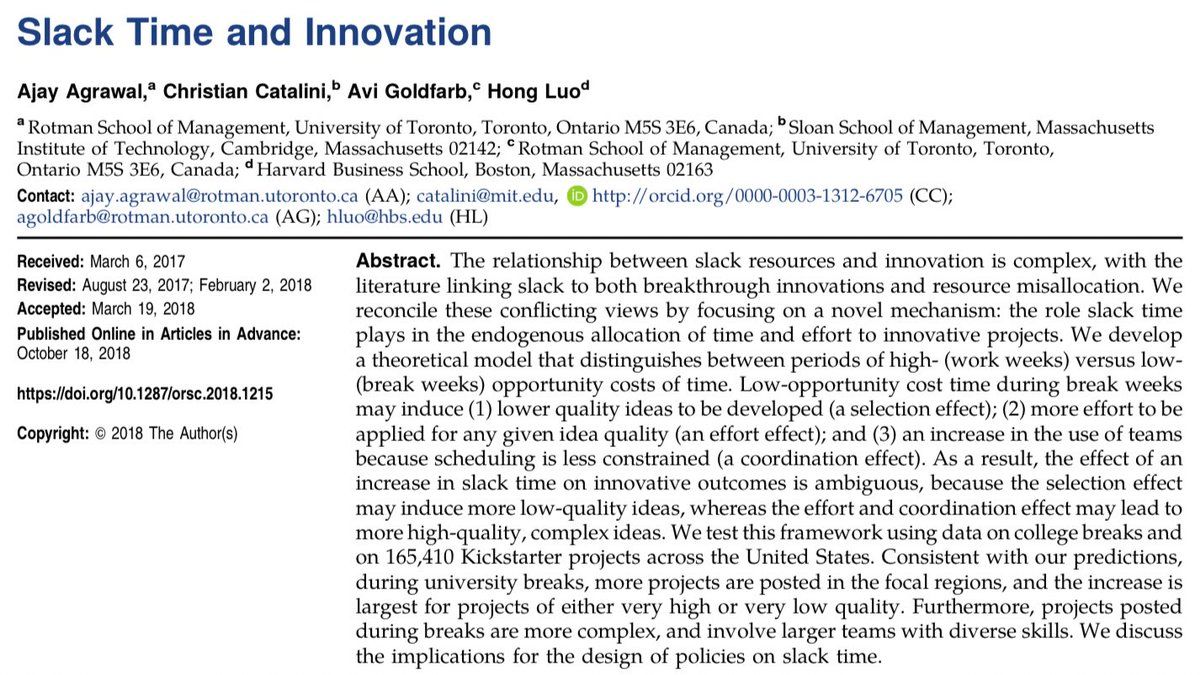 Slack Time and Innovation
Ajay Agrawal,a Christian Catalini,b Avi Goldfarb,c Hong Luod
a Rotman School of Management, University of Toronto, Toronto, Ontario M5S 3E6, Canada; b Sloan School of Management, Massachusetts
Institute of Technology, Cambridge, Massachusetts 02142; c Rotman School of Management, University of Toronto, Toronto,
Ontario M5S 3E6, Canada; d Harvard Business School, Boston, Massachusetts 02163
Contact: ajay.agrawal@rotman.utoronto.ca (AA); catalini@mit.edu, iD http://orcid.org/0000-0003-1312-6705 (CC);
agoldfarb@rotman.utoronto.ca (AG); hluo@hbs.edu (HL)
Received: March 6, 2017
Revised: August 23, 2017; February 2, 2018
Accepted: March 19, 2018
Published Online in Articles in Advance:
October 18, 2018
https://doi.org/10.1287/orsc.2018.1215
Copyright: © 2018 The Author(s)
Abstract. The relationship between slack resources and innovation is complex, with the
literature linking slack to both breakthrough innovations and resource misallocation. We
reconcile these conflicting views by focusing on a novel mechanism: the role slack time
plays in the endogenous allocation of time and effort to innovative projects. We develop
a theoretical model that distinguishes between periods of high- (work weeks) versus low-
(break weeks) opportunity costs of time. Low-opportunity cost time during break weeks
may induce (1) lower quality ideas to be developed (a selection effect); (2) more effort to be
applied for any given idea quality (an effort effect); and (3) an increase in the use of teams
because scheduling is less constrained (a coordination effect). As a result, the effect of an
increase in slack time on innovative outcomes is ambiguous, because the selection effect
may induce more low-quality ideas, whereas the effort and coordination effect may lead to
more high-quality, complex ideas. We test this framework using data on college breaks and
on 165,410 Kickstarter projects across the United States. Consistent with our predictions,
during university breaks, more projects are posted in the focal regions, and the increase is
largest for projects of either very high or very low quality. Furthermore, projects posted
during breaks are more complex, and involve larger teams with diverse skills. We discuss
the implications for the design of policies on slack time.